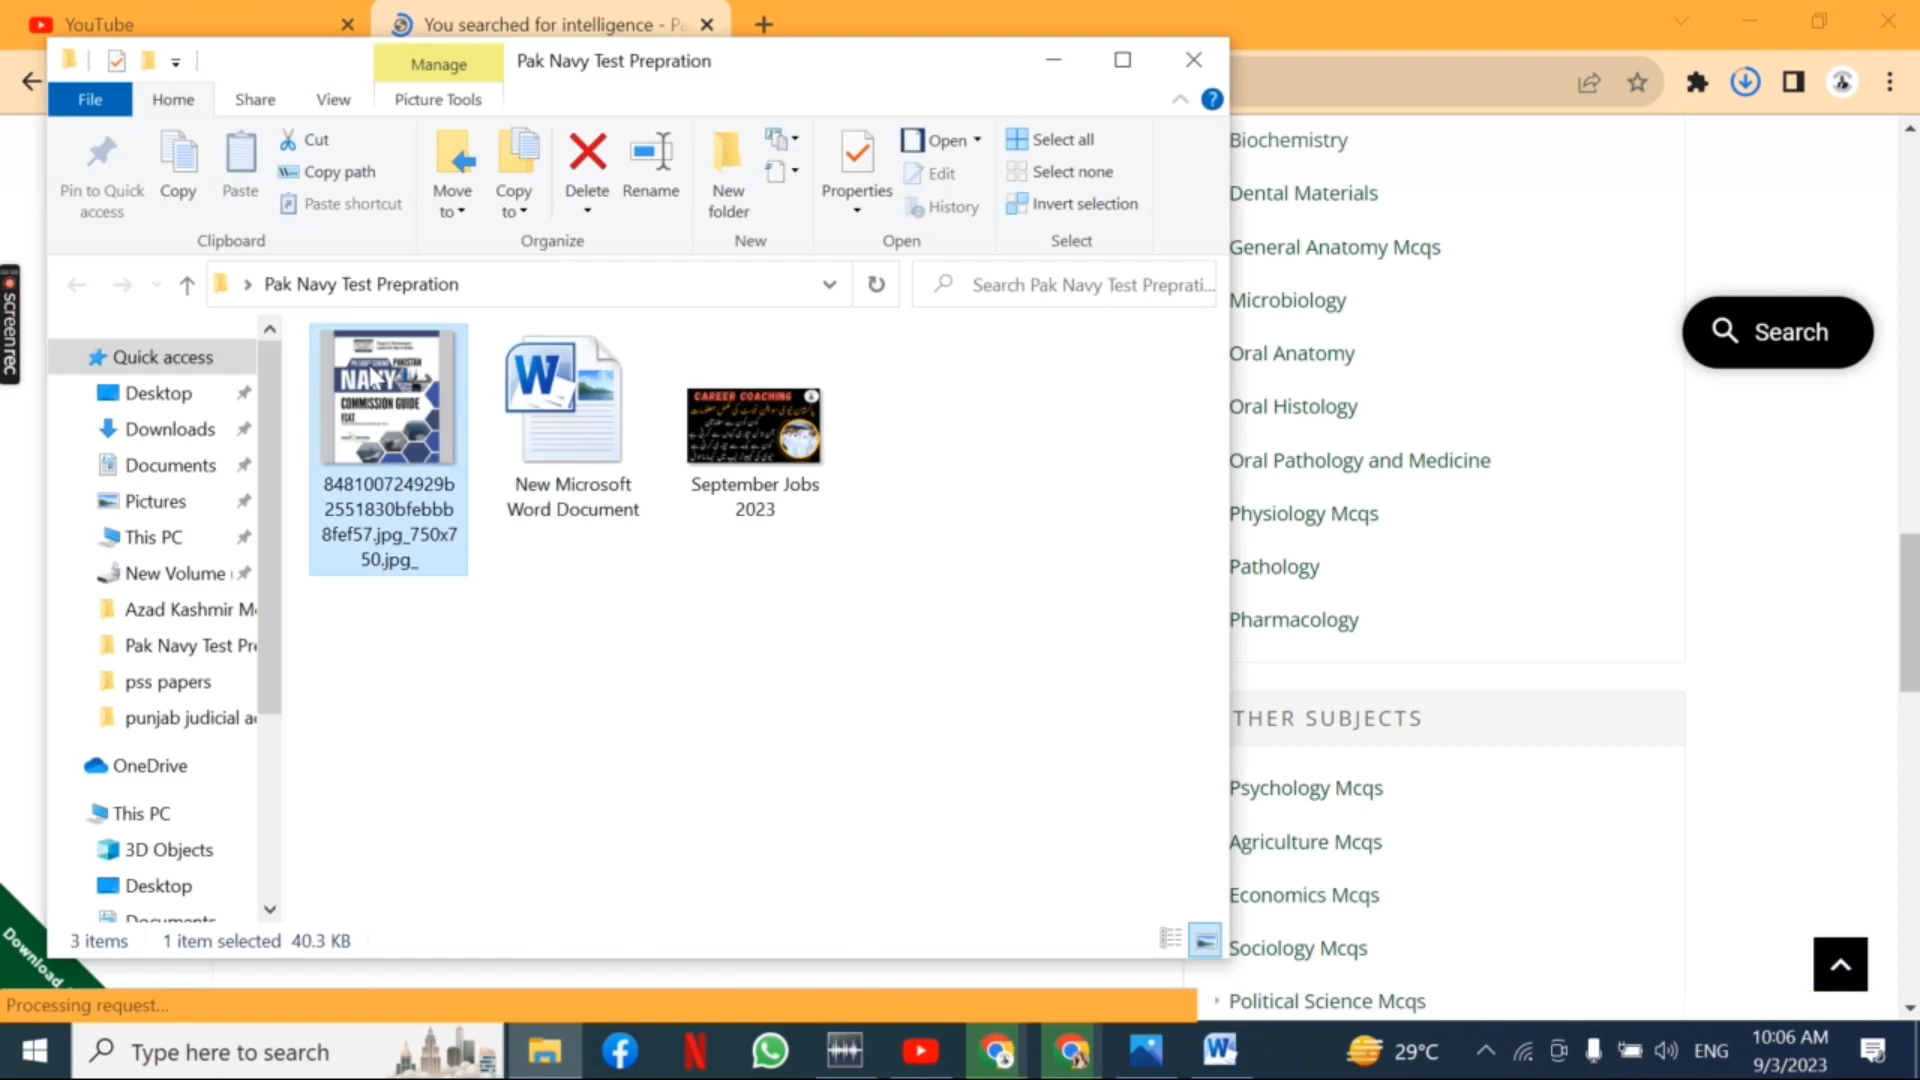 YouTube
You searched for intelligence - Pa
Manage
Pak Navy Test Prepration
File
Home
Share
View
Picture Tools
Pin to Quick access
Copy
Paste
Cut
Copy path
Paste shortcut
Move to
Copy to
Delete
Rename
New folder
Properties
Open
Edit
History
Select all
Select none
Invert selection
Clipboard
Organize
New
Open
Select
Pak Navy Test Prepration
Search Pak Navy Test Preprati...
Quick access
Desktop
Downloads
Documents
Pictures
This PC
New Volume
Azad Kashmir M
Pak Navy Test Pre
pss papers
punjab judicial a
OneDrive
This PC
3D Objects
Desktop
Documents
PAKISTAN
NAVY
COMMISSION GUIDE
848100724929b
2551830bfebbb
8fef57.jpg_750x7
50.jpg_
New Microsoft
Word Document
CAREER COACHING
September Jobs
2023
3 items
1 item selected 40.3 KB
screenrec
Download
Processing request...
Biochemistry
Dental Materials
General Anatomy Mcqs
Microbiology
Oral Anatomy
Oral Histology
Oral Pathology and Medicine
Physiology Mcqs
Pathology
Pharmacology
THER SUBJECTS
Psychology Mcqs
Agriculture Mcqs
Economics Mcqs
Sociology Mcqs
Political Science Mcqs
Search
Type here to search
29°C
ENG
10:06 AM
9/3/2023